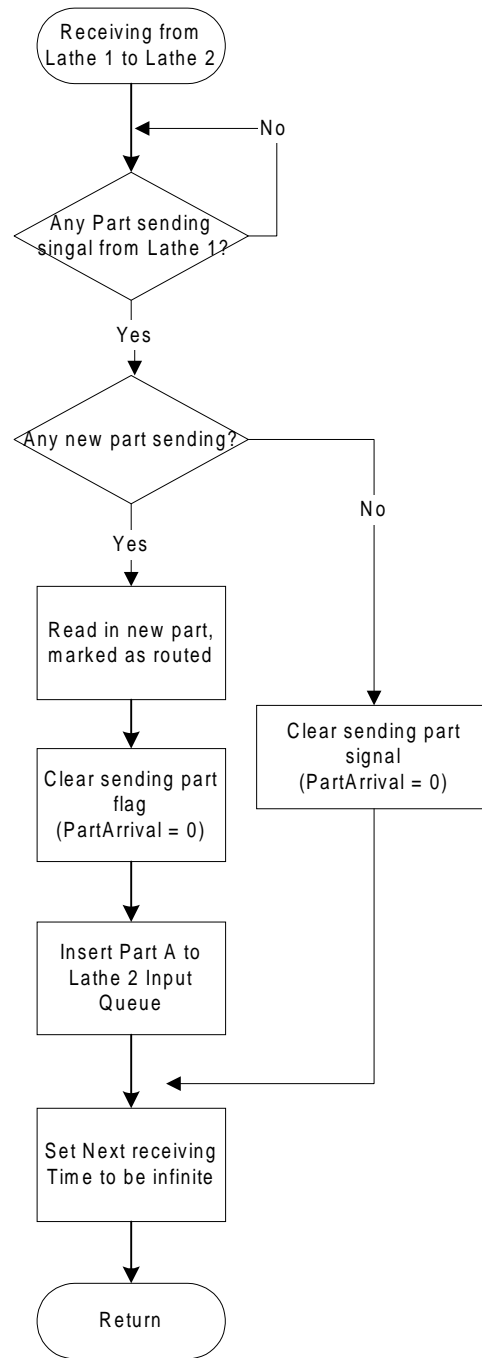 Receiving from
Lathe 1 to Lathe 2
No
Any Part sending
singal from Lathe 1?
Yes
Any new part sending?
No
Yes
Read in new part,
marked as routed
Clear sending part
signal
(PartArrival = 0)
Clear sending part
flag
(PartArrival = 0)
Insert Part A to
Lathe 2 Input
Queue
Set Next receiving
Time to be infinite
Return